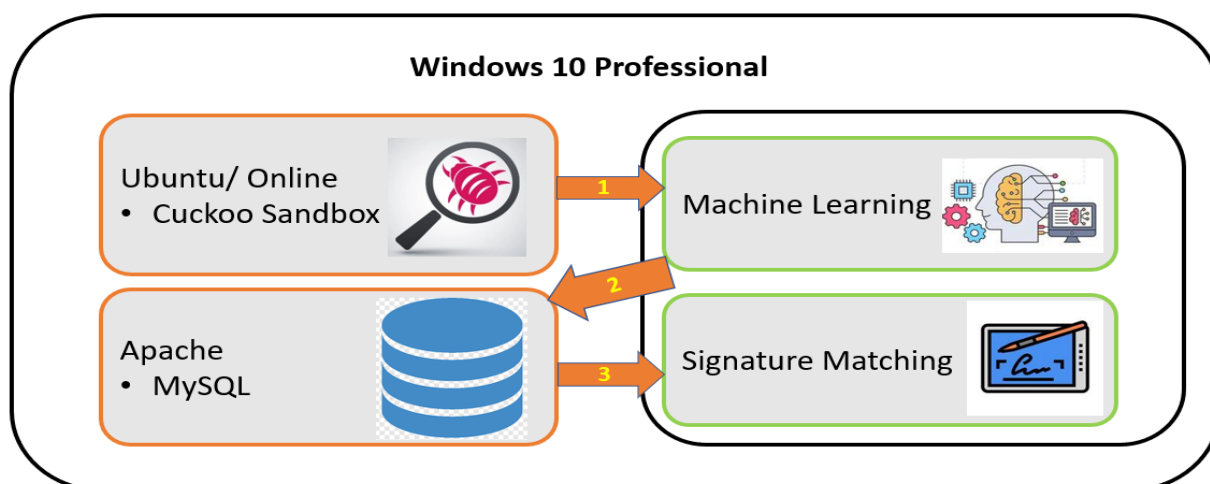 Windows 10 Professional
Ubuntu/ Online
• Cuckoo Sandbox
1
Machine Learning
2
Apache
• MySQL
3
Signature Matching